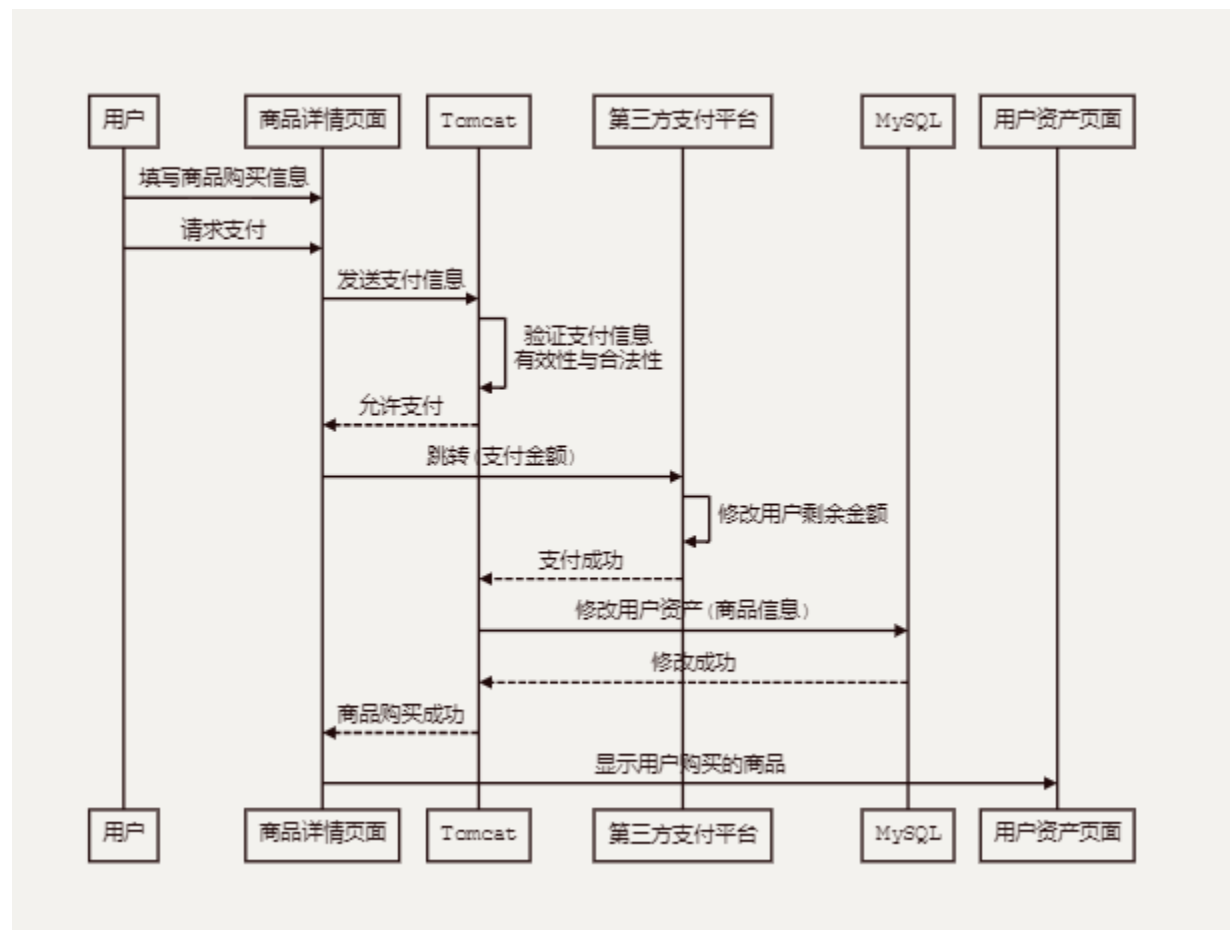 用户
商品详情页面
Tomcat
第三方支付平台
MySQL
用户资产页面
填写商品购买信息
请求支付
发送支付信息
验证支付信息
有效性与合法性
允许支付
跳转(支付金额)
修改用户剩余金额
支付成功
修改用户资产(商品信息)
修改成功
商品购买成功
显示用户购买的商品
用户
商品详情页面
Tomcat
第三方支付平台
MySQL
用户资产页面